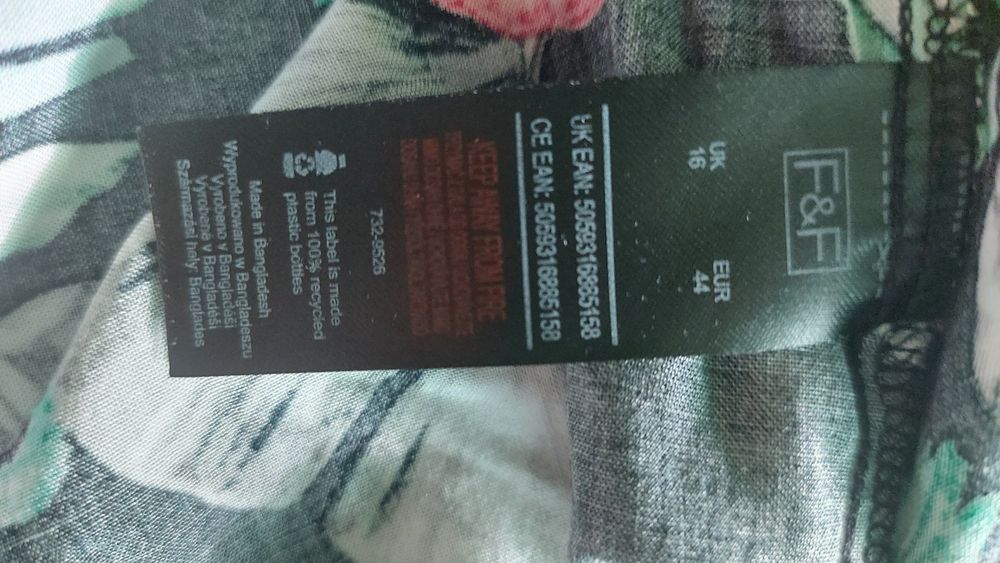 F&F
UK EUR
16 44
UK EAN: 5059316885158
CE EAN: 5059316885158
KEEP AWAY FROM FIRE
732-9526
This label is made
from 100% recycled
plastic bottles
Made in Bangladesh
Wyprodukowano w Bangladeszu
Vyrobeno v Bangladéši
Vyrobené v Bangladéši
Származási hely: Banglades